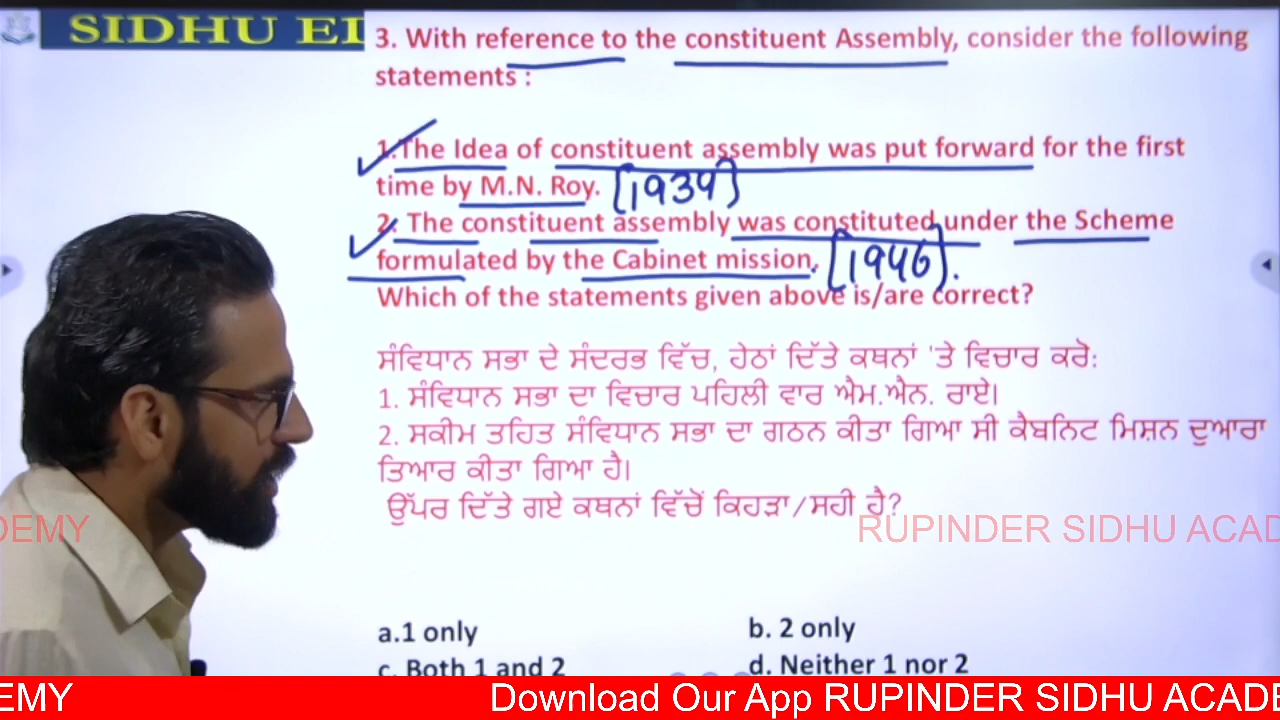 SIDHU EI
3. With reference to the constituent Assembly, consider the following
statements :
1.The Idea of constituent assembly was put forward for the first
time by M.N. Roy. [1934]
2. The constituent assembly was constituted under the Scheme
formulated by the Cabinet mission. [1946].
Which of the statements given above is/are correct?
ਸੰਵਿਧਾਨ ਸਭਾ ਦੇ ਸੰਦਰਭ ਵਿੱਚ, ਹੇਠਾਂ ਦਿੱਤੇ ਕਥਨਾਂ 'ਤੇ ਵਿਚਾਰ ਕਰੋ:
1. ਸੰਵਿਧਾਨ ਸਭਾ ਦਾ ਵਿਚਾਰ ਪਹਿਲੀ ਵਾਰ ਐਮ.ਐਨ. ਰਾਏ।
2. ਸਕੀਮ ਤਹਿਤ ਸੰਵਿਧਾਨ ਸਭਾ ਦਾ ਗਠਨ ਕੀਤਾ ਗਿਆ ਸੀ ਕੈਬਨਿਟ ਮਿਸ਼ਨ ਦੁਆਰਾ
ਤਿਆਰ ਕੀਤਾ ਗਿਆ ਹੈ।
ਉੱਪਰ ਦਿੱਤੇ ਗਏ ਕਥਨਾਂ ਵਿੱਚੋਂ ਕਿਹੜਾ/ਸਹੀ ਹੈ?
DEMY RUPINDER SIDHU ACAD
a.1 only b. 2 only
c. Both 1 and 2 d. Neither 1 nor 2
EMY Download Our App RUPINDER SIDHU ACADE